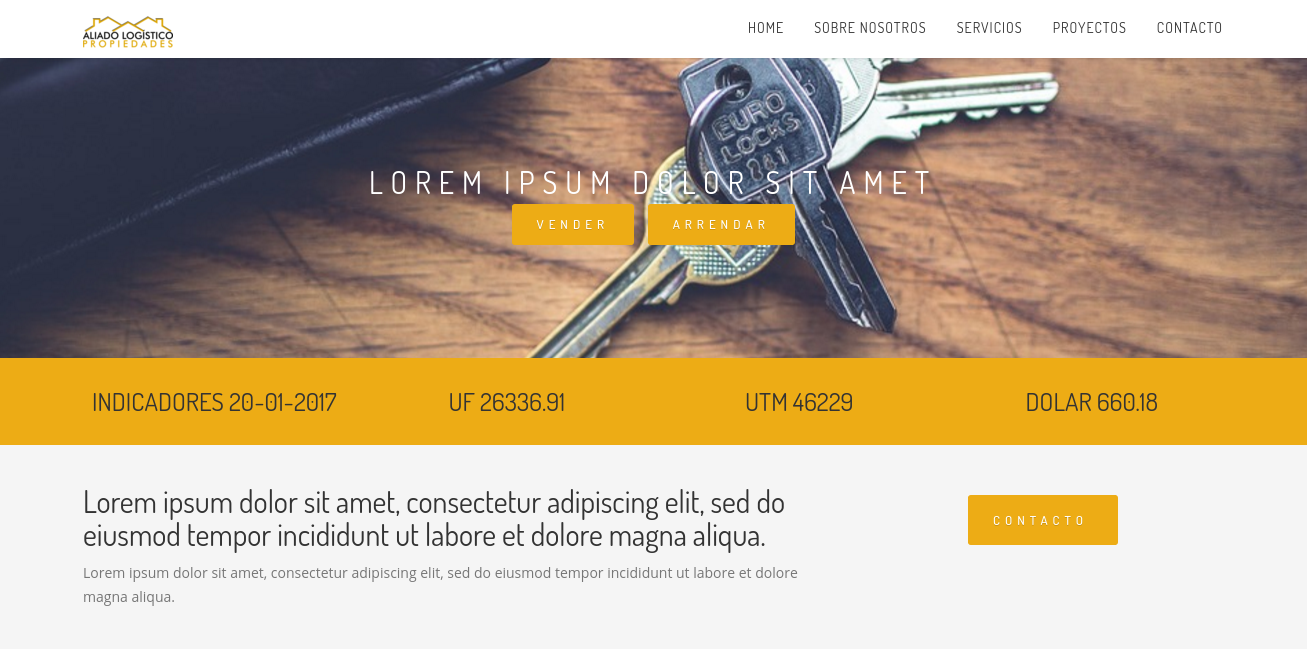 ALIADO LOGÍSTICO
PROPIEDADES
HOME SOBRE NOSOTROS SERVICIOS PROYECTOS CONTACTO
EURO
LOCKS
LOREM IPSUM DOLOR SIT AMET
VENDER ARRENDAR
INDICADORES 20-01-2017 UF 26336.91 UTM 46229 DOLAR 660.18
Lorem ipsum dolor sit amet, consectetur adipiscing elit, sed do
eiusmod tempor incididunt ut labore et dolore magna aliqua.
CONTACTO
Lorem ipsum dolor sit amet, consectetur adipiscing elit, sed do eiusmod tempor incididunt ut labore et dolore
magna aliqua.